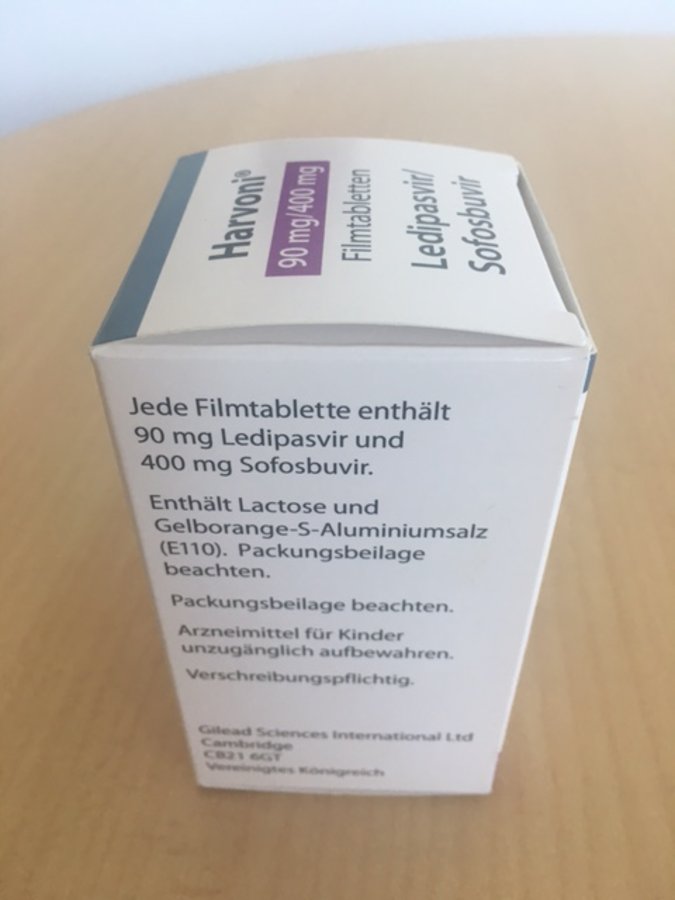 Harvoni®
90 mg/400 mg
Filmtabletten
Ledipasvir/
Sofosbuvir
Jede Filmtablette enthält
90 mg Ledipasvir und
400 mg Sofosbuvir.
Enthält Lactose und
Gelborange-S-Aluminiumsalz
(E110). Packungsbeilage
beachten.
Packungsbeilage beachten.
Arzneimittel für Kinder
unzugänglich aufbewahren.
Verschreibungspflichtig.
Gilead Sciences International Ltd
Cambridge
CB21 6GT
Vereinigtes Königreich